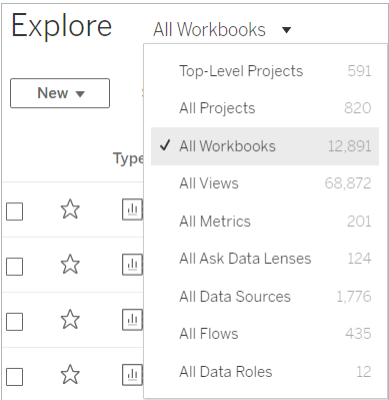 Explore All Workbooks
Top-Level Projects 591
New
All Projects 820
All Workbooks 12,891
Type
All Views 68,872
All Metrics 201
All Ask Data Lenses 124
All Data Sources 1,776
All Flows 435
All Data Roles 12